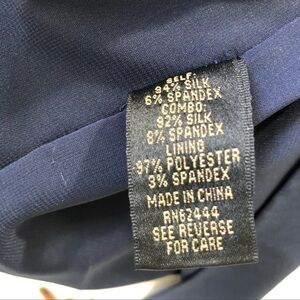 SELF:
94% SILK
6% SPANDEX
COMBO:
92% SILK
8% SPANDEX
LINING
97% POLYESTER
3% SPANDEX
MADE IN CHINA
RN62444
SEE REVERSE
FOR CARE